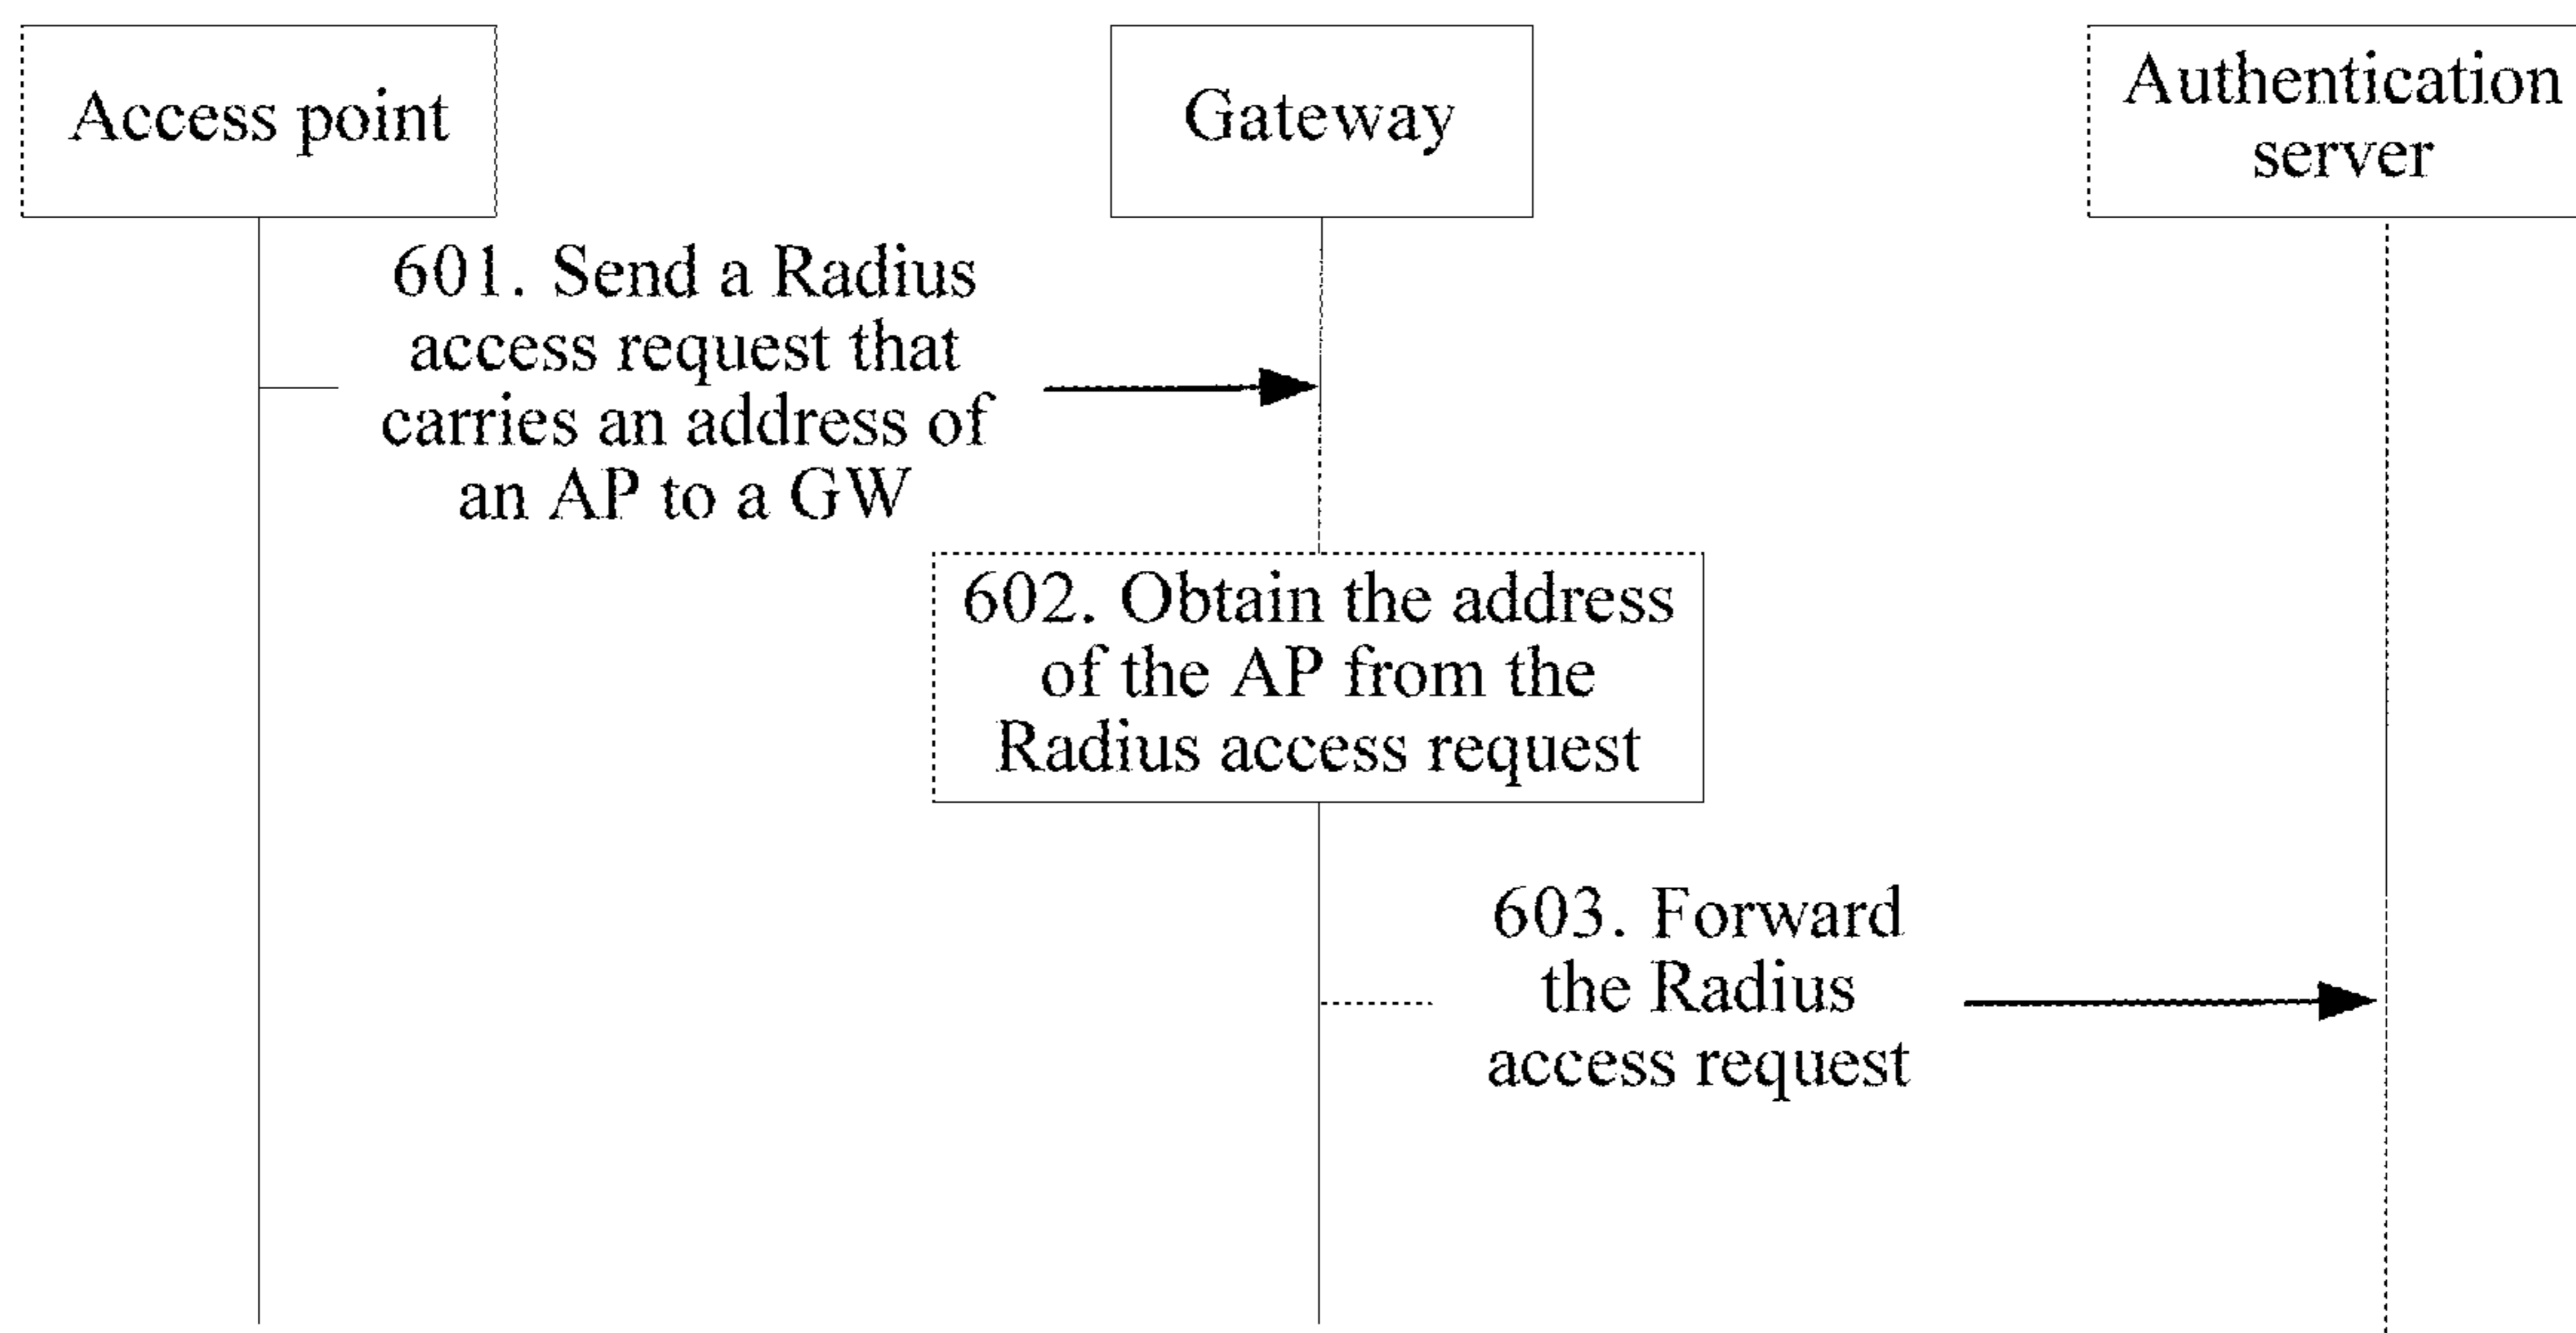 Access point
Gateway
Authentication
server
601. Send a Radius
access request that
carries an address of
an AP to a GW
602. Obtain the address
of the AP from the
Radius access request
603. Forward
the Radius
access request